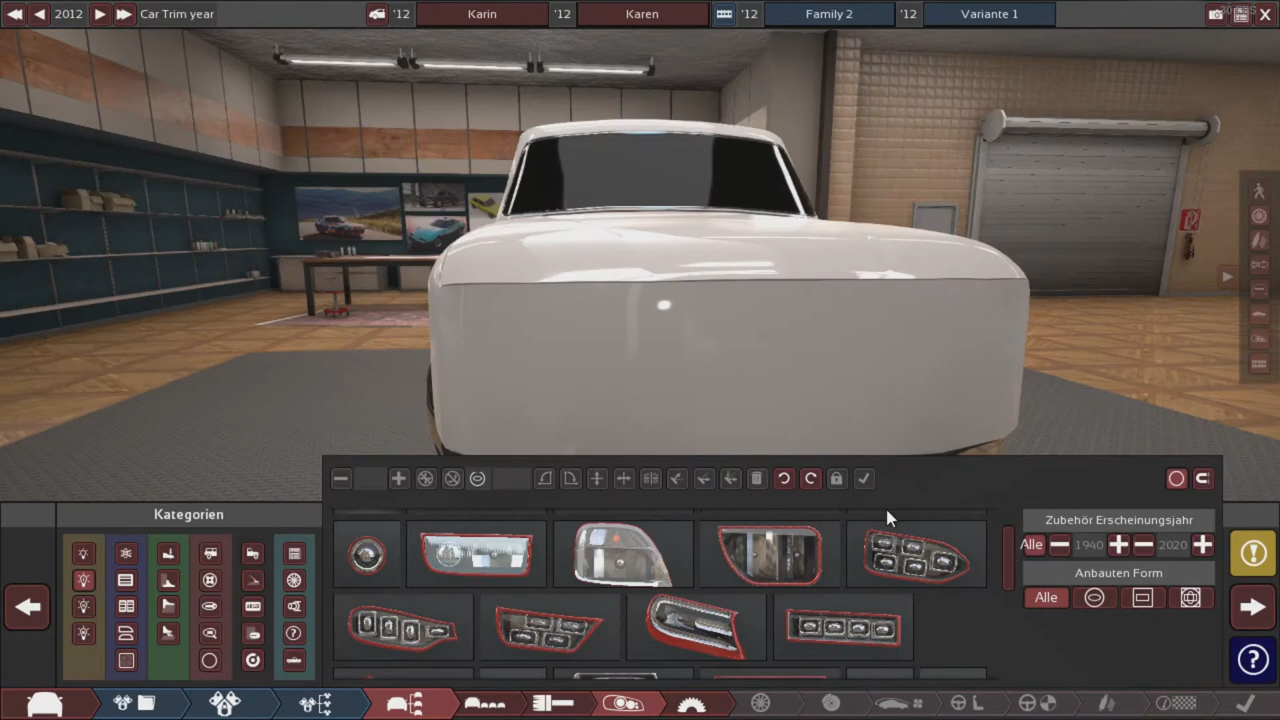 2012 Car Trim year '12 Karin '12 Karen '12 Family 2 '12 Variante 1
Kategorien
Zubehör Erscheinungsjahr
Alle 1940 2020
Anbauten Form
Alle